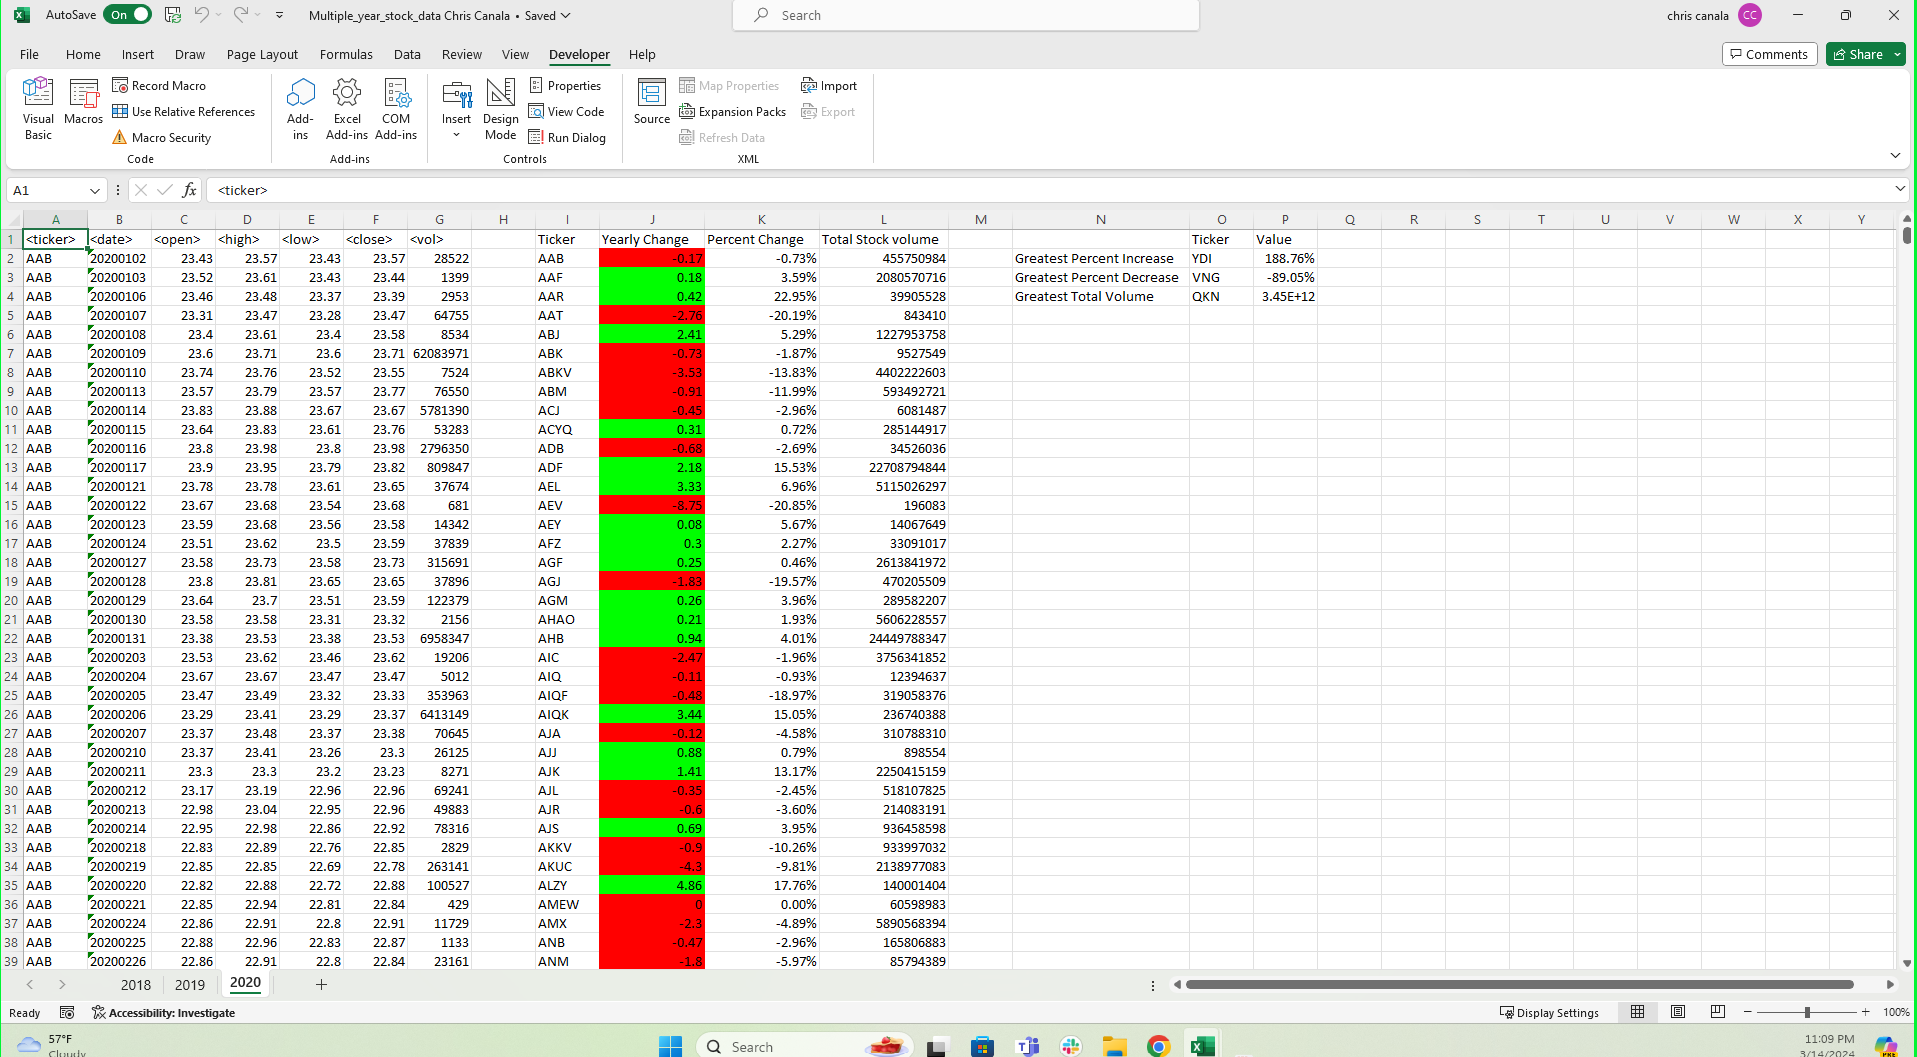 AutoSave On Multiple_year_stock_data Chris Canala • Saved Search chris canala CC
File Home Insert Draw Page Layout Formulas Data Review View Developer Help Comments Share
Visual Basic
Macros
Record Macro
Use Relative References
Macro Security
Code
Add-ins
Excel Add-ins
COM Add-ins
Add-ins
Insert
Design Mode
Properties
View Code
Run Dialog
Controls
Source
Map Properties
Expansion Packs
Refresh Data
Import
Export
XML
A1 fx <ticker>
A B C D E F G H I J K L M N O P Q R S T U V W X Y
1 <ticker> <date> <open> <high> <low> <close> <vol> Ticker Yearly Change Percent Change Total Stock volume Ticker Value
2 AAB 20200102 23.43 23.57 23.43 23.57 28522 AAB -0.17 -0.73% 455750984 Greatest Percent Increase YDI 188.76%
3 AAB 20200103 23.52 23.61 23.43 23.44 1399 AAF 0.18 3.59% 2080570716 Greatest Percent Decrease VNG -89.05%
4 AAB 20200106 23.46 23.48 23.37 23.39 2953 AAR 0.42 22.95% 39905528 Greatest Total Volume QKN 3.45E+12
5 AAB 20200107 23.31 23.47 23.28 23.47 64755 AAT -2.76 -20.19% 843410
6 AAB 20200108 23.4 23.61 23.4 23.58 8534 ABJ 2.41 5.29% 1227953758
7 AAB 20200109 23.6 23.71 23.6 23.71 62083971 ABK -0.73 -1.87% 9527549
8 AAB 20200110 23.74 23.76 23.52 23.55 7524 ABKV -3.53 -13.83% 4402222603
9 AAB 20200113 23.57 23.79 23.57 23.77 76550 ABM -0.91 -11.99% 593492721
10 AAB 20200114 23.83 23.88 23.67 23.67 5781390 ACJ -0.45 -2.96% 6081487
11 AAB 20200115 23.64 23.83 23.61 23.76 53283 ACYQ 0.31 0.72% 285144917
12 AAB 20200116 23.8 23.98 23.8 23.98 2796350 ADB -0.68 -2.69% 34526036
13 AAB 20200117 23.9 23.95 23.79 23.82 809847 ADF 2.18 15.53% 22708794844
14 AAB 20200121 23.78 23.78 23.61 23.65 37674 AEL 3.33 6.96% 5115026297
15 AAB 20200122 23.67 23.68 23.54 23.68 681 AEV -8.75 -20.85% 196083
16 AAB 20200123 23.59 23.68 23.56 23.58 14342 AEY 0.08 5.67% 14067649
17 AAB 20200124 23.51 23.62 23.5 23.59 37839 AFZ 0.3 2.27% 33091017
18 AAB 20200127 23.58 23.73 23.58 23.73 315691 AGF 0.25 0.46% 2613841972
19 AAB 20200128 23.8 23.81 23.65 23.65 37896 AGJ -1.83 -19.57% 470205509
20 AAB 20200129 23.64 23.7 23.51 23.59 122379 AGM 0.26 3.96% 289582207
21 AAB 20200130 23.58 23.58 23.31 23.32 2156 AHAO 0.21 1.93% 5606228557
22 AAB 20200131 23.38 23.53 23.38 23.53 6958347 AHB 0.94 4.01% 24449788347
23 AAB 20200203 23.53 23.62 23.46 23.62 19206 AIC -2.47 -1.96% 3756341852
24 AAB 20200204 23.67 23.67 23.47 23.47 5012 AIQ -0.11 -0.93% 12394637
25 AAB 20200205 23.47 23.49 23.32 23.33 353963 AIQF -0.48 -18.97% 319058376
26 AAB 20200206 23.29 23.41 23.29 23.37 6413149 AIQK 3.44 15.05% 236740388
27 AAB 20200207 23.37 23.48 23.37 23.38 70645 AJA -0.12 -4.58% 310788310
28 AAB 20200210 23.37 23.41 23.26 23.3 26125 AJJ 0.88 0.79% 898554
29 AAB 20200211 23.3 23.3 23.2 23.23 8271 AJK 1.41 13.17% 2250415159
30 AAB 20200212 23.17 23.19 22.96 22.96 69241 AJL -0.35 -2.45% 518107825
31 AAB 20200213 22.98 23.04 22.95 22.96 49883 AJR -0.6 -3.60% 214083191
32 AAB 20200214 22.95 22.98 22.86 22.92 78316 AJS 0.69 3.95% 936458598
33 AAB 20200218 22.83 22.89 22.76 22.85 2829 AKKV -0.9 -10.26% 933997032
34 AAB 20200219 22.85 22.85 22.69 22.78 263141 AKUC -4.3 -9.81% 2138977083
35 AAB 20200220 22.82 22.88 22.72 22.88 100527 ALZY 4.86 17.76% 140001404
36 AAB 20200221 22.85 22.94 22.81 22.84 429 AMEW 0 0.00% 60598983
37 AAB 20200224 22.86 22.91 22.8 22.91 11729 AMX -2.3 -4.89% 5890568394
38 AAB 20200225 22.88 22.96 22.83 22.87 1133 ANB -0.47 -2.96% 165806883
39 AAB 20200226 22.86 22.91 22.8 22.84 23161 ANM -1.8 -5.97% 85794389
2018 2019 2020 +
Ready Accessibility: Investigate Display Settings 100%
57°F
Cloudy
Search
11:09 PM
3/14/2024